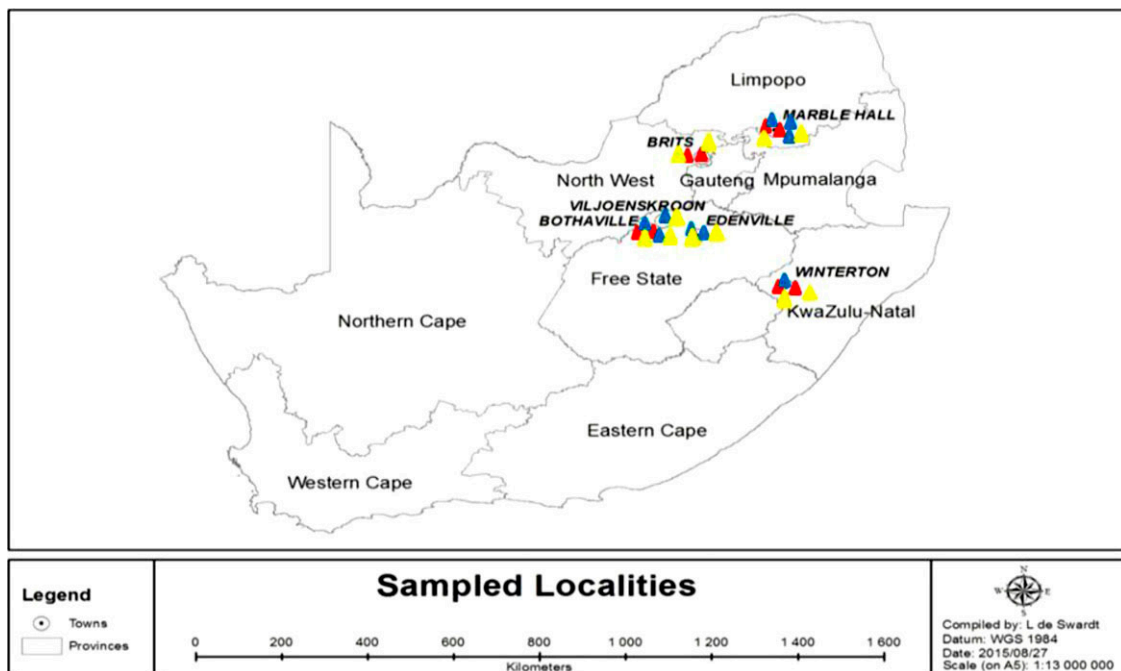 Limpopo
MARBLE HALL
BRITS
North West
Gauteng
Mpumalanga
VILJOENSKROON
BOTHAVILLE
EDENVILLE
Free State
WINTERTON
KwaZulu-Natal
Northern Cape
Eastern Cape
Western Cape
Legend
Towns
Provinces
Sampled Localities
0 200 400 600 800 1 000 1 200 1 400 1 600
Kilometers
N
W E
S
Compiled by: L de Swardt
Datum: WGS 1984
Date: 2015/08/27
Scale (on A5): 1:13 000 000